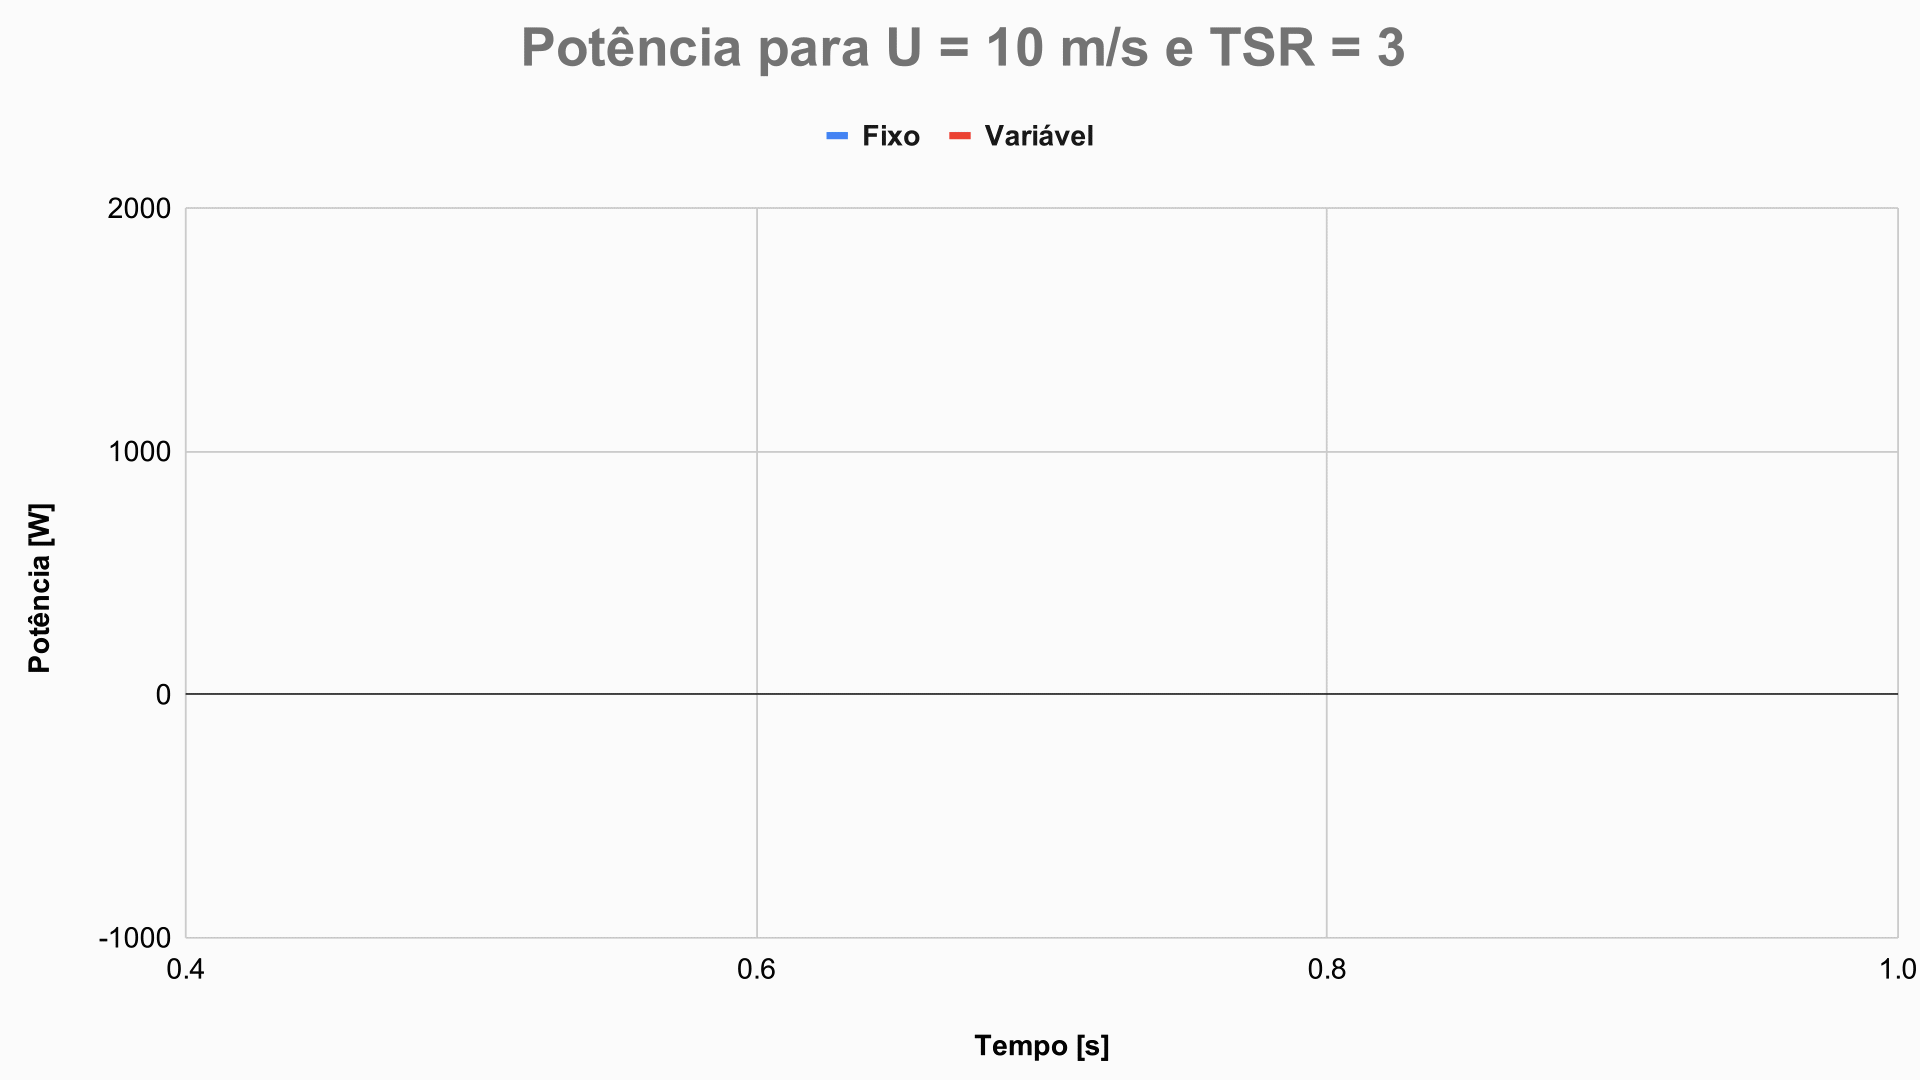 Potência para U = 10 m/s e TSR = 3
Fixo Variável
2000
1000
0
-1000
Potência [W]
0.4 0.6 0.8 1.0
Tempo [s]